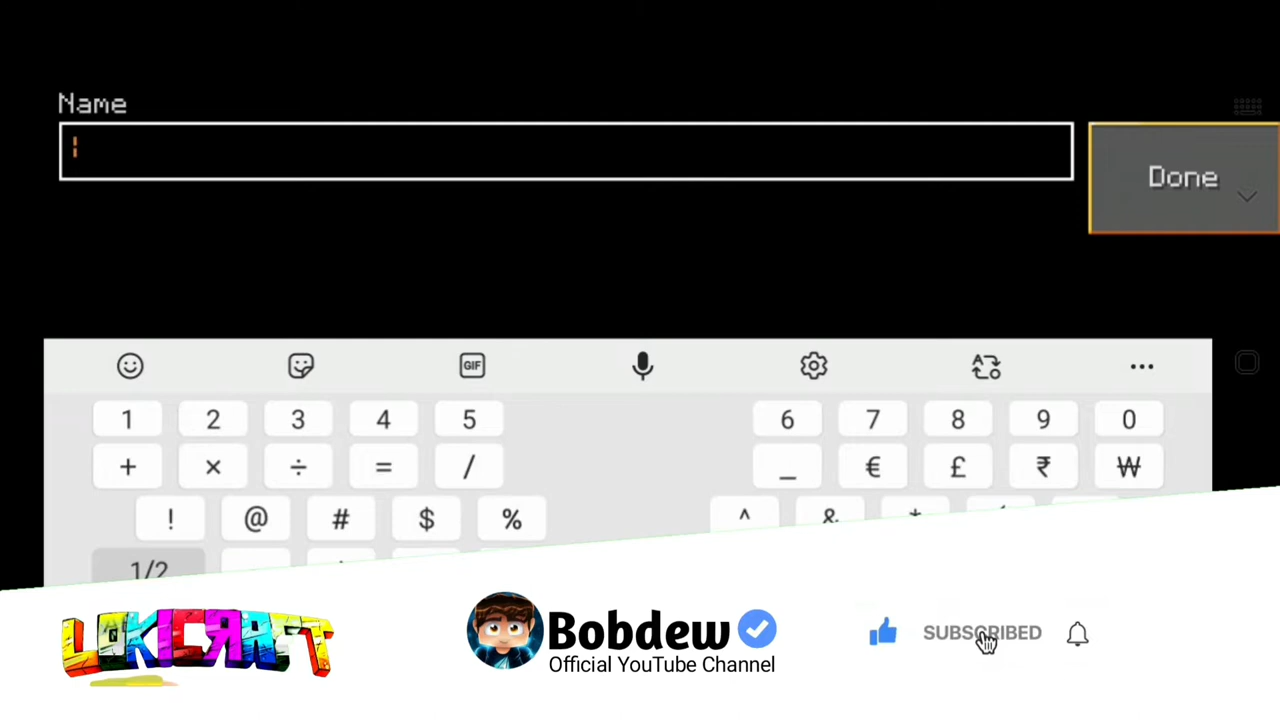 Name
Done
GIF
1 2 3 4 5 6 7 8 9 0
+ × ÷ = / _ € £ ₹ ₩
! @ # $ % ^ & *
1/2
LOKICRAFT
Bobdew
Official YouTube Channel
SUBSCRIBED